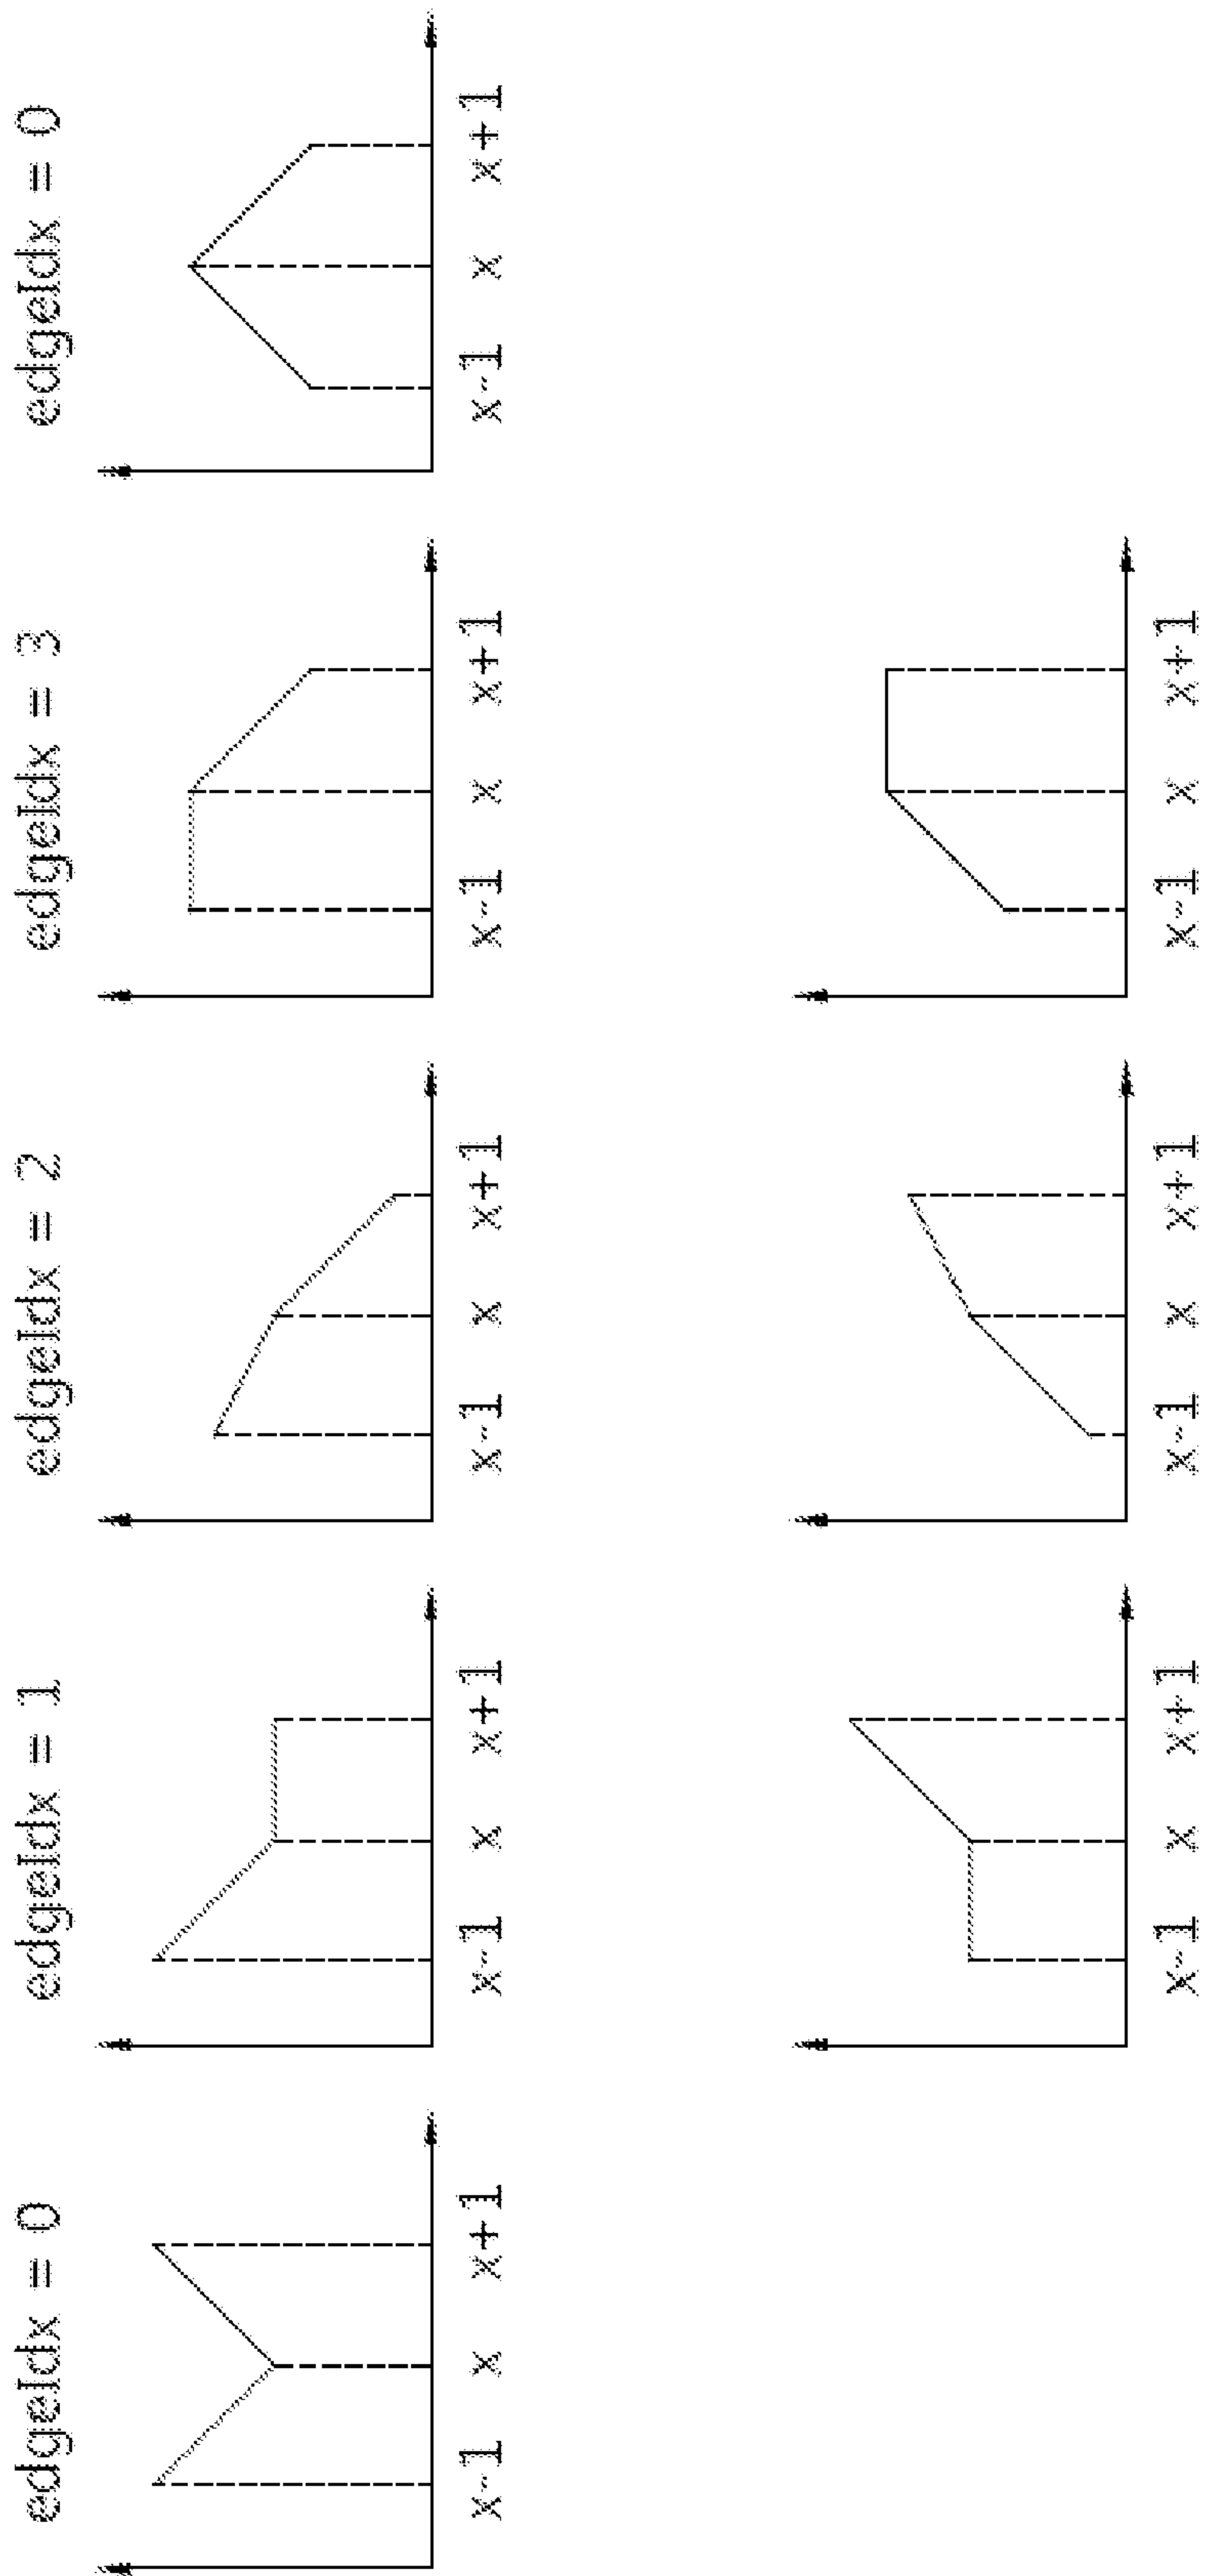 edgeIdx = 0
edgeIdx = 1
edgeIdx = 2
edgeIdx = 3
edgeIdx = 0
x-1 x x+1
x-1 x x+1
x-1 x x+1
x-1 x x+1
x-1 x x+1
x-1 x x+1
x-1 x x+1
x-1 x x+1